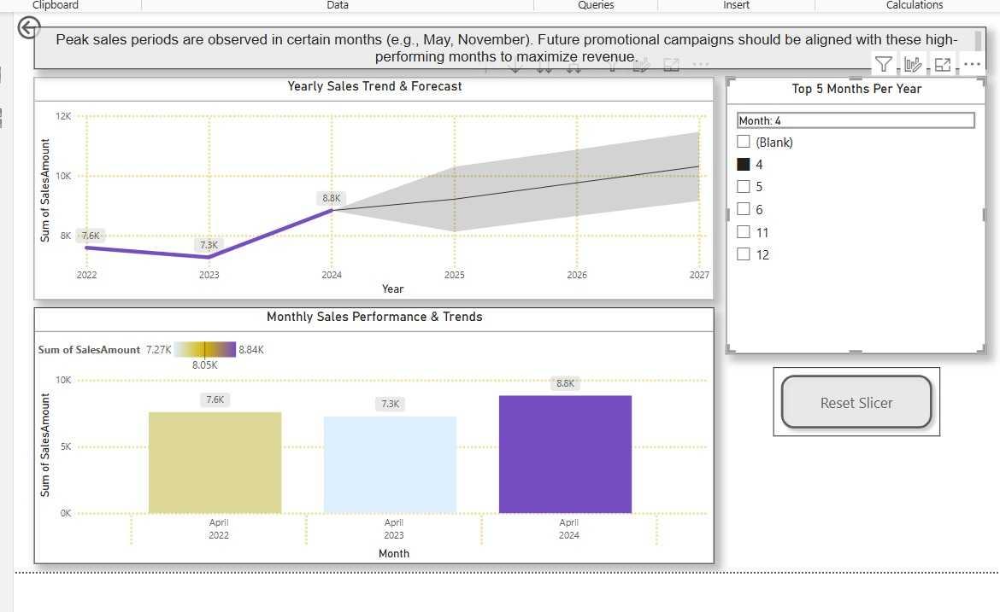 Clipboard
Data
Queries
Insert
Calculations
Peak sales periods are observed in certain months (e.g., May, November). Future promotional campaigns should be aligned with these high-
performing months to maximize revenue.
Yearly Sales Trend & Forecast
12K
10K
8K
Sum of SalesAmount
7.6K
7.3K
8.8K
2022
2023
2024
2025
2026
2027
Year
Top 5 Months Per Year
Month: 4
(Blank)
4
5
6
11
12
Reset Slicer
Monthly Sales Performance & Trends
Sum of SalesAmount 7.27K 8.84K
8.05K
10K
5K
0K
Sum of SalesAmount
7.6K
7.3K
8.8K
April
2022
April
2023
April
2024
Month